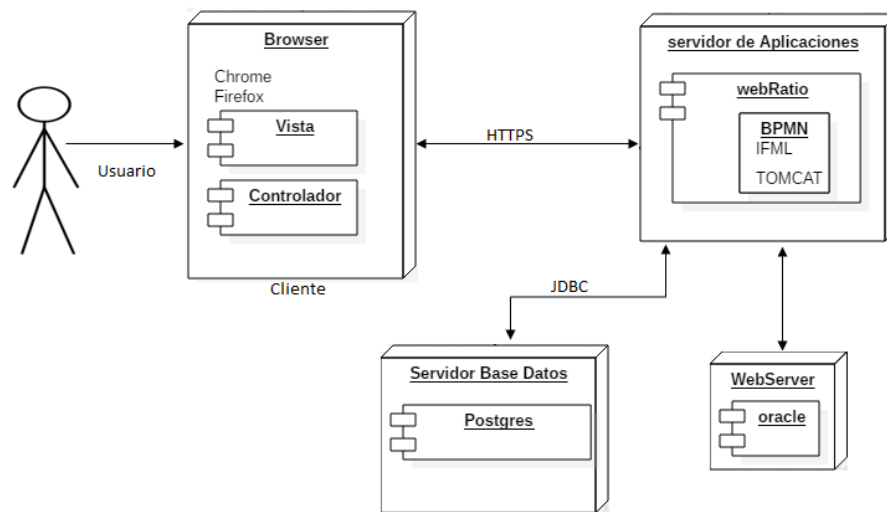 Browser
Chrome
Firefox
Vista
Controlador
Cliente
Usuario
HTTPS
servidor de Aplicaciones
webRatio
BPMN
IFML
TOMCAT
JDBC
Servidor Base Datos
Postgres
WebServer
oracle